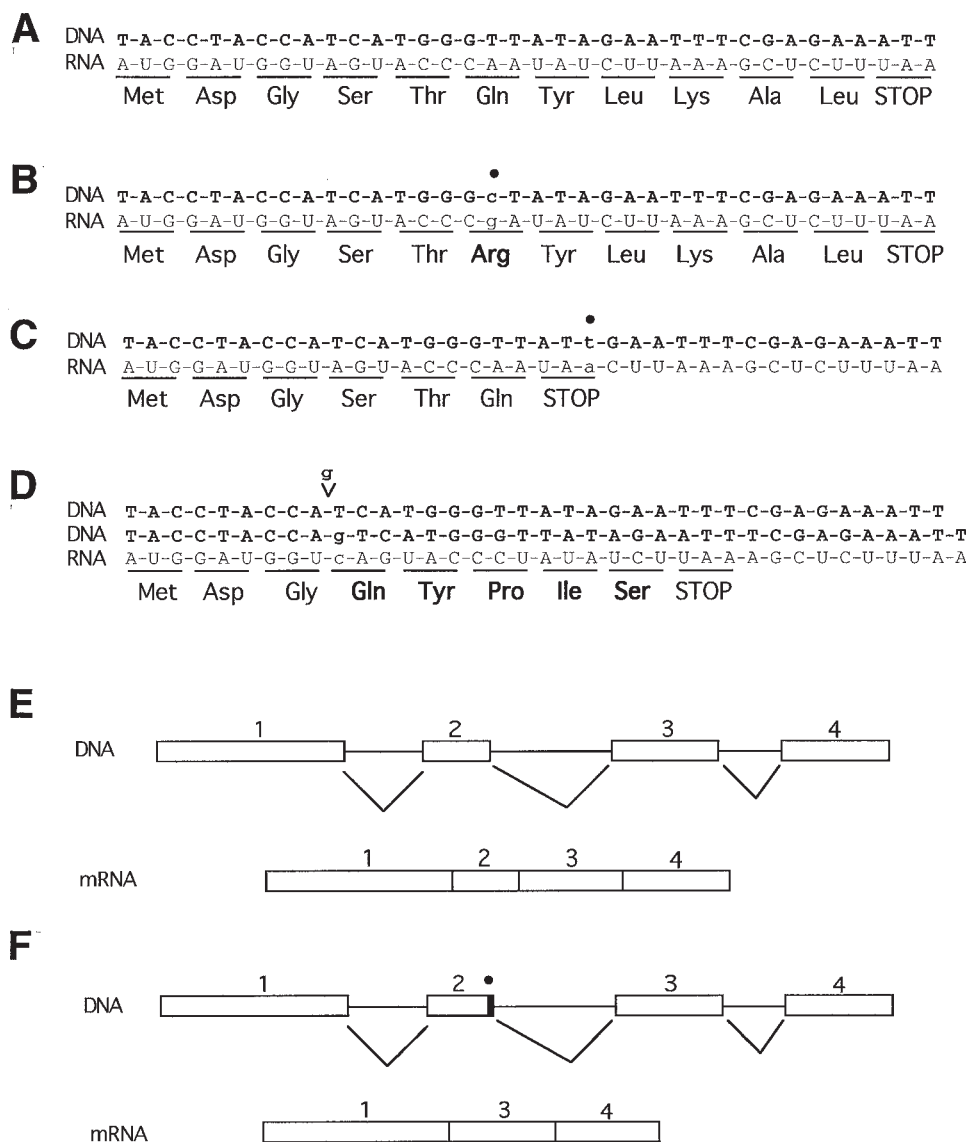 A
DNA T-A-C-C-T-A-C-C-A-T-C-A-T-G-G-G-T-T-A-T-A-G-A-A-T-T-T-C-G-A-G-A-A-A-T-T
RNA A-U-G-G-A-U-G-G-U-A-G-U-A-C-C-C-A-A-U-A-U-C-U-U-A-A-A-G-C-U-C-U-U-U-A-A
Met Asp Gly Ser Thr Gln Tyr Leu Lys Ala Leu STOP
B
DNA T-A-C-C-T-A-C-C-A-T-C-A-T-G-G-G-c-T-A-T-A-G-A-A-T-T-T-C-G-A-G-A-A-A-T-T
RNA A-U-G-G-A-U-G-G-U-A-G-U-A-C-C-C-g-A-U-A-U-C-U-U-A-A-A-G-C-U-C-U-U-U-A-A
Met Asp Gly Ser Thr Arg Tyr Leu Lys Ala Leu STOP
C
DNA T-A-C-C-T-A-C-C-A-T-C-A-T-G-G-G-T-T-A-T-t-G-A-A-T-T-T-C-G-A-G-A-A-A-T-T
RNA A-U-G-G-A-U-G-G-U-A-G-U-A-C-C-C-A-A-U-A-a-C-U-U-A-A-A-G-C-U-C-U-U-U-A-A
Met Asp Gly Ser Thr Gln STOP
D
g
DNA T-A-C-C-T-A-C-C-A-T-C-A-T-G-G-G-T-T-A-T-A-G-A-A-T-T-T-C-G-A-G-A-A-A-T-T
DNA T-A-C-C-T-A-C-C-A-g-T-C-A-T-G-G-G-T-T-A-T-A-G-A-A-T-T-T-C-G-A-G-A-A-A-T-T
RNA A-U-G-G-A-U-G-G-U-c-A-G-U-A-C-C-C-U-A-U-A-U-C-U-U-A-A-A-G-C-U-C-U-U-U-A-A
Met Asp Gly Gln Tyr Pro Ile Ser STOP
E
1 2 3 4
DNA
1 2 3 4
mRNA
F
1 2 3 4
DNA
1 3 4
mRNA